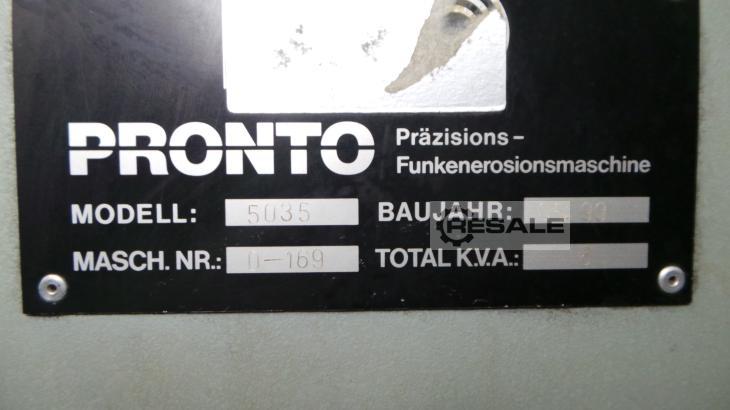 PRONTO
Präzisions-
Funkenerosionsmaschine
MODELL: 5035 BAUJAHR:
RESALE
MASCH. NR.: 0-169 TOTAL K.V.A.: